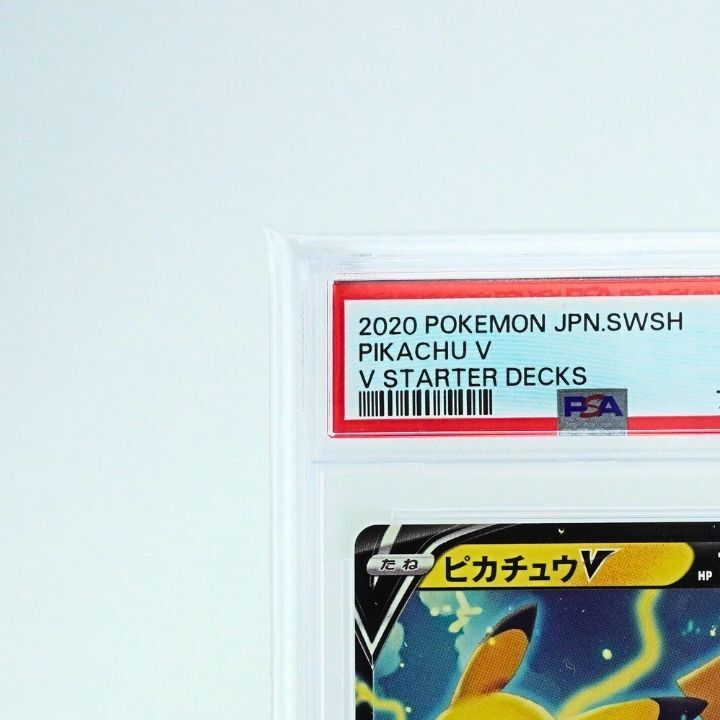 2020 POKEMON JPN.SWSH
PIKACHU V
V STARTER DECKS
PSA
たね ピカチュウV HP